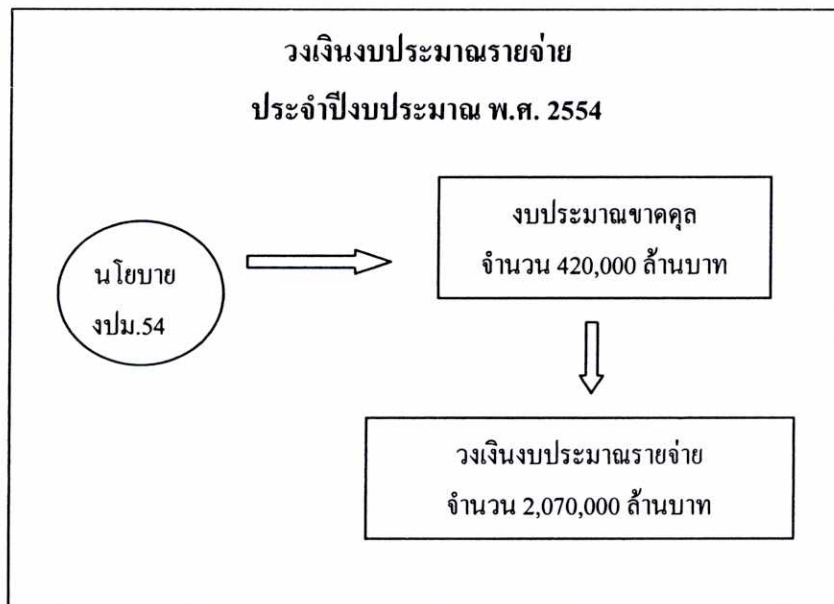 วงเงินงบประมาณรายจ่าย
ประจำปีงบประมาณ พ.ศ. 2554
นโยบาย
งปม.54
งบประมาณขาดดุล
จำนวน 420,000 ล้านบาท
วงเงินงบประมาณรายจ่าย
จำนวน 2,070,000 ล้านบาท